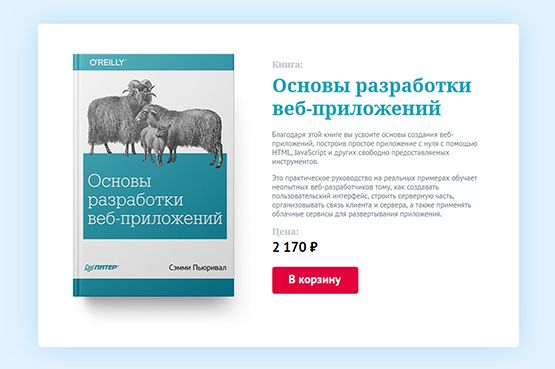 O'REILLY
Основы
разработки
веб-приложений
ПИТЕР
Сэмми Пьюривал
Книга:
Основы разработки
веб-приложений
Благодаря этой книге вы усвоите основы создания веб-
приложений, построив простое приложение с нуля с помощью
HTML, JavaScript и других свободно предоставляемых
инструментов.
Это практическое руководство на реальных примерах обучает
неопытных веб-разработчиков тому, как создавать
пользовательский интерфейс, строить серверную часть,
организовывать связь клиента и сервера, а также применять
облачные сервисы для развертывания приложения.
Цена:
2 170 ₽
В корзину